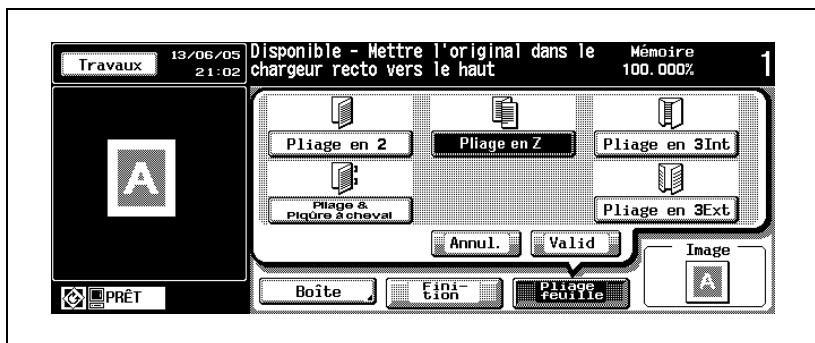 Travaux
13/06/05
21:02
Disponible - Mettre l'original dans le
chargeur recto vers le haut
Mémoire
100.000%
1
Pliage en 2
Pliage en Z
Pliage en 3Int
Pliage &
Piqûre à cheval
Pliage en 3Ext
Annul.
Valid
Image
A
A
Boîte
Fini-
tion
Pliage
feuille
PRÊT